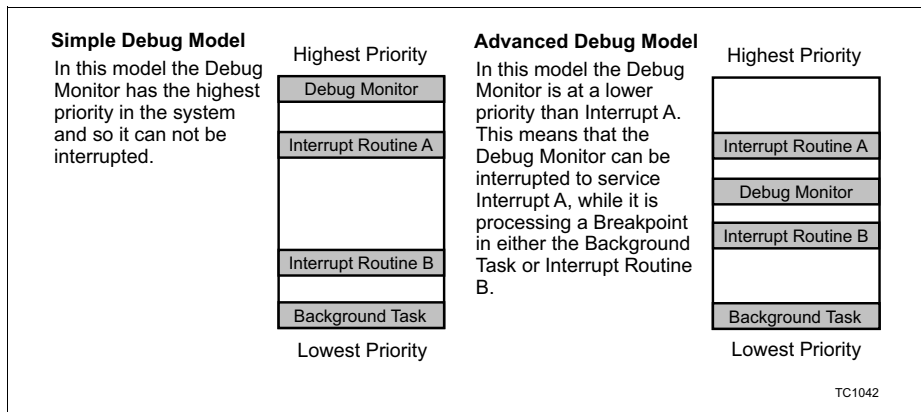 Simple Debug Model
In this model the Debug
Monitor has the highest
priority in the system
and so it can not be
interrupted.
Highest Priority
Debug Monitor
Interrupt Routine A
Interrupt Routine B
Background Task
Lowest Priority
Advanced Debug Model
In this model the Debug
Monitor is at a lower
priority than Interrupt A.
This means that the
Debug Monitor can be
interrupted to service
Interrupt A, while it is
processing a Breakpoint
in either the Background
Task or Interrupt Routine
B.
Highest Priority
Interrupt Routine A
Debug Monitor
Interrupt Routine B
Background Task
Lowest Priority
TC1042